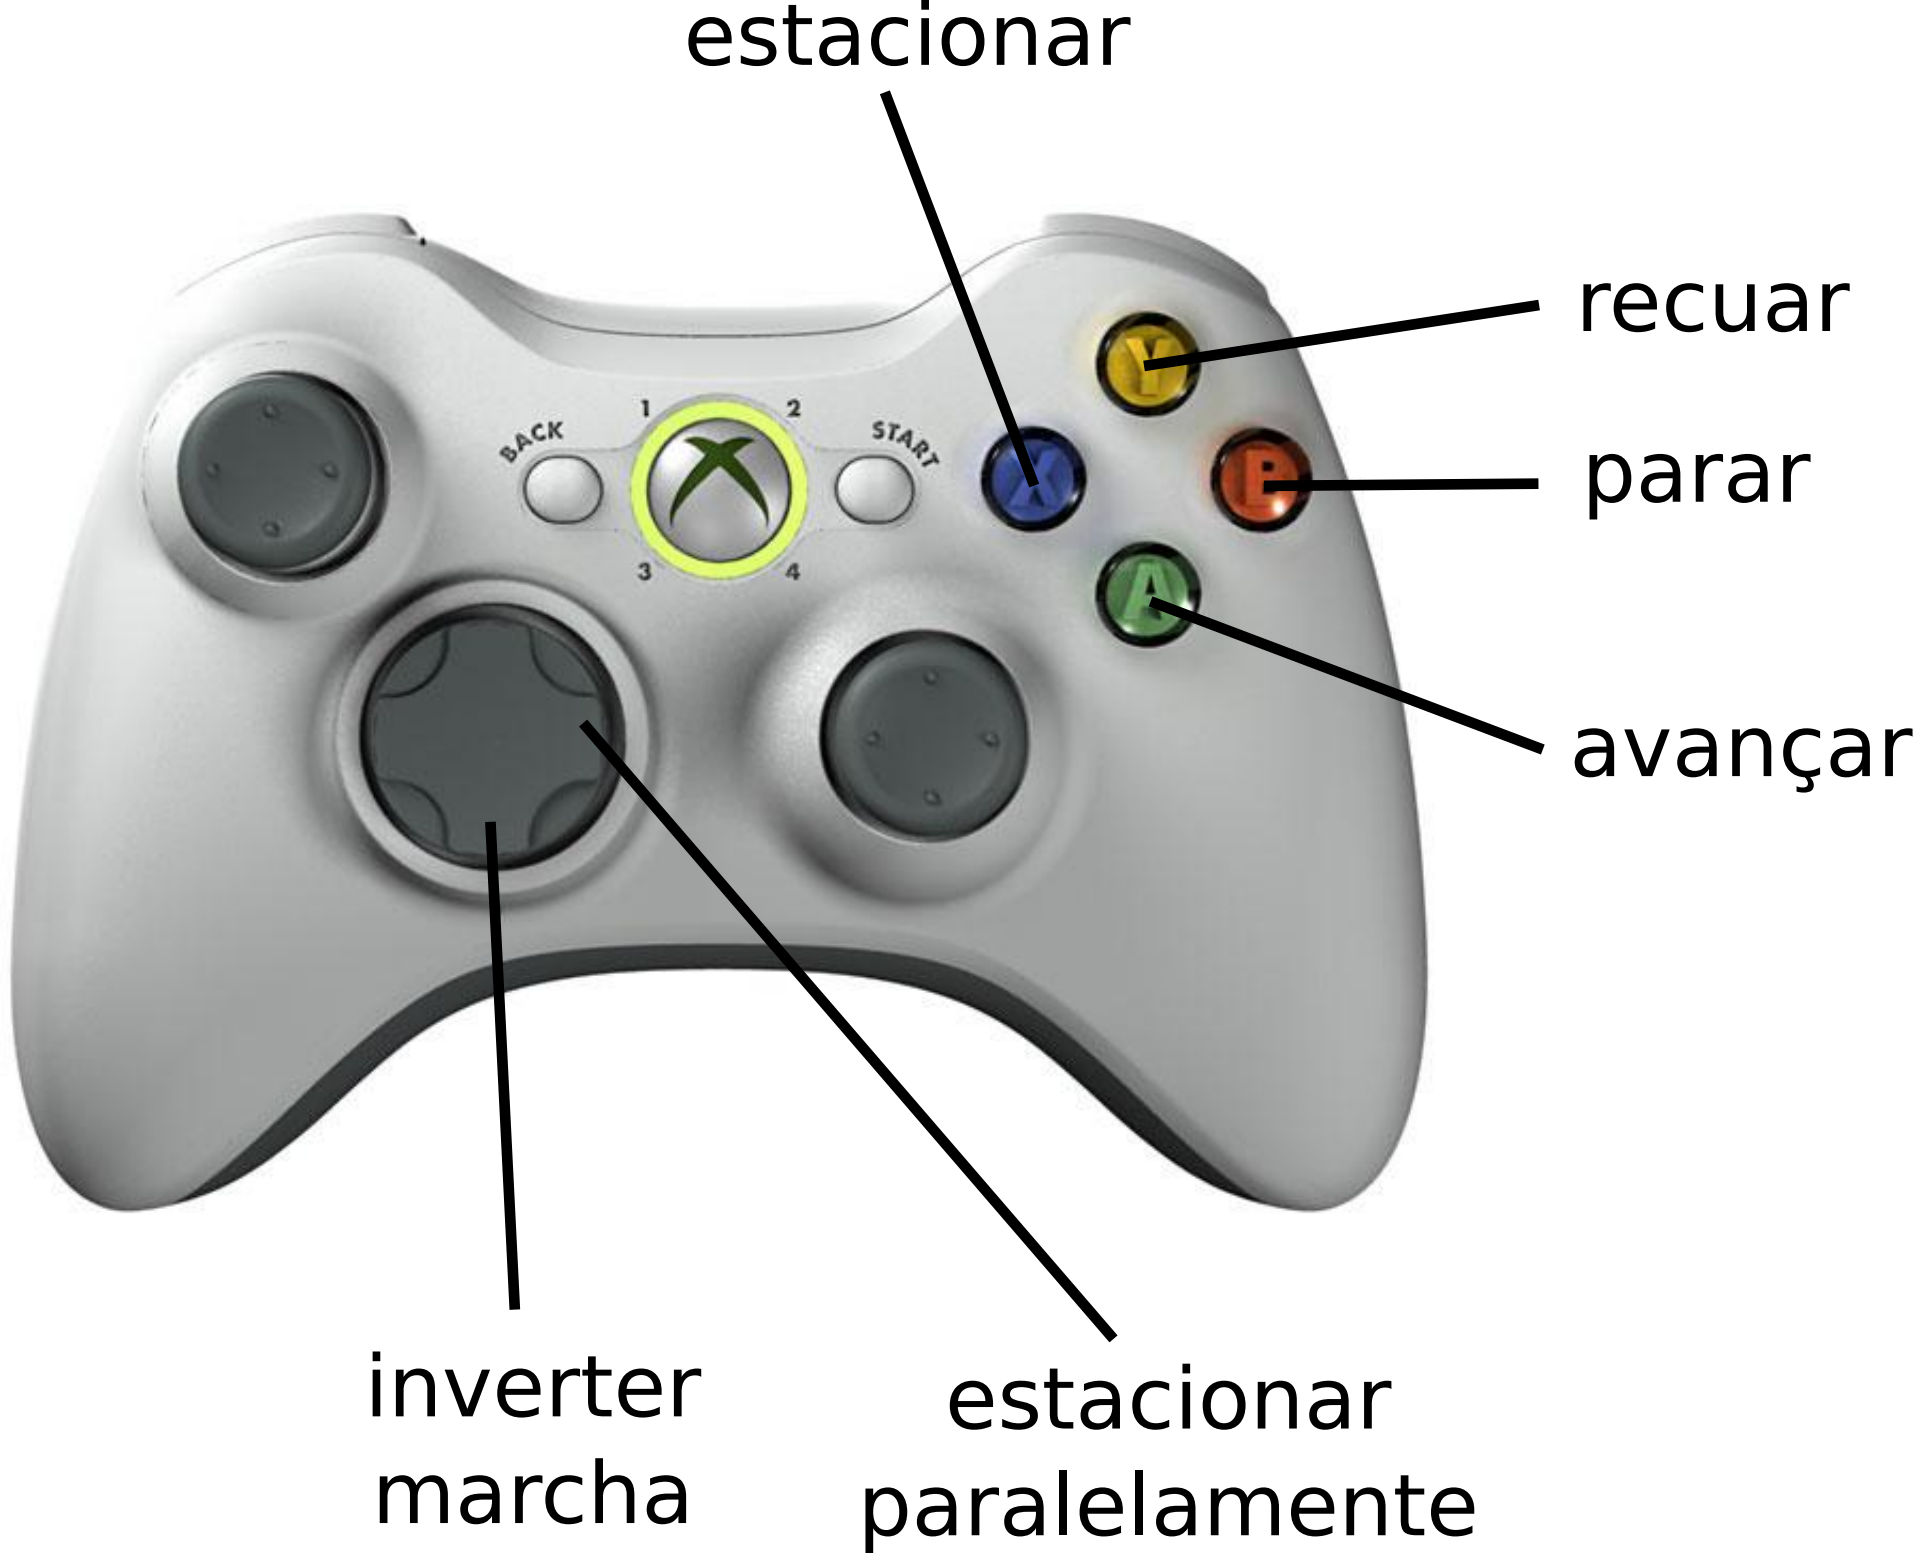 estacionar
recuar
1
2
BACK
START
Y
X
B
parar
3
4
A
avançar
inverter
marcha
estacionar
paralelamente